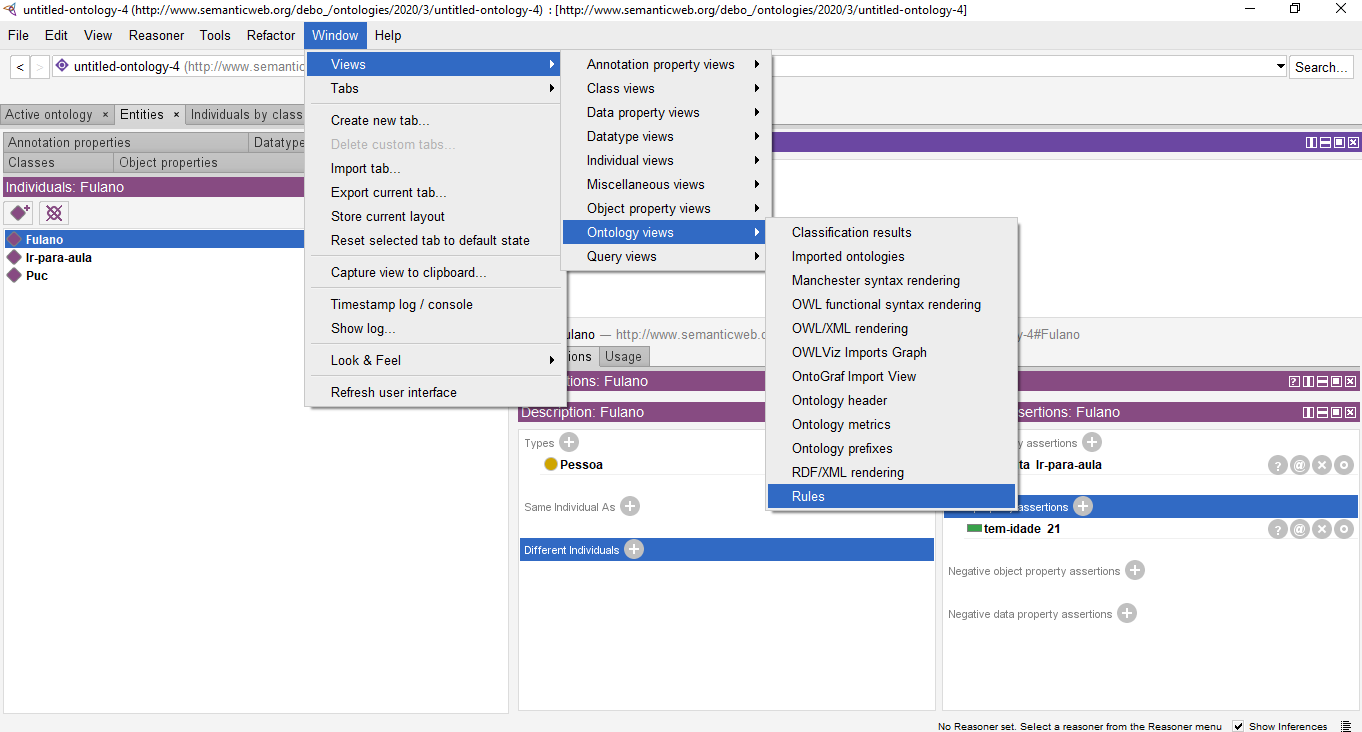 untitled-ontology-4 (http://www.semanticweb.org/debo_/ontologies/2020/3/untitled-ontology-4) : [http://www.semanticweb.org/debo_/ontologies/2020/3/untitled-ontology-4]
File Edit View Reasoner Tools Refactor Window Help
< > untitled-ontology-4 (http://www.semantic Search...
Active ontology × Entities × Individuals by class
Annotation properties Datatype
Classes Object properties
Individuals: Fulano
Fulano
Ir-para-aula
Puc
Views
Tabs
Create new tab...
Delete custom tabs...
Import tab...
Export current tab...
Store current layout
Reset selected tab to default state
Capture view to clipboard...
Timestamp log / console
Show log...
Look & Feel
Refresh user interface
Annotation property views
Class views
Data property views
Datatype views
Individual views
Miscellaneous views
Object property views
Ontology views
Query views
Classification results
Imported ontologies
Manchester syntax rendering
OWL functional syntax rendering
OWL/XML rendering
OWLViz Imports Graph
OntoGraf Import View
Ontology header
Ontology metrics
Ontology prefixes
RDF/XML rendering
Rules
ulano — http://www.semanticweb.o y-4#Fulano
ions Usage
tions: Fulano
Description: Fulano
Types
Pessoa
Same Individual As
Different Individuals
sertions: Fulano
y assertions
ta Ir-para-aula
assertions
tem-idade 21
Negative object property assertions
Negative data property assertions
No Reasoner set. Select a reasoner from the Reasoner menu Show Inferences